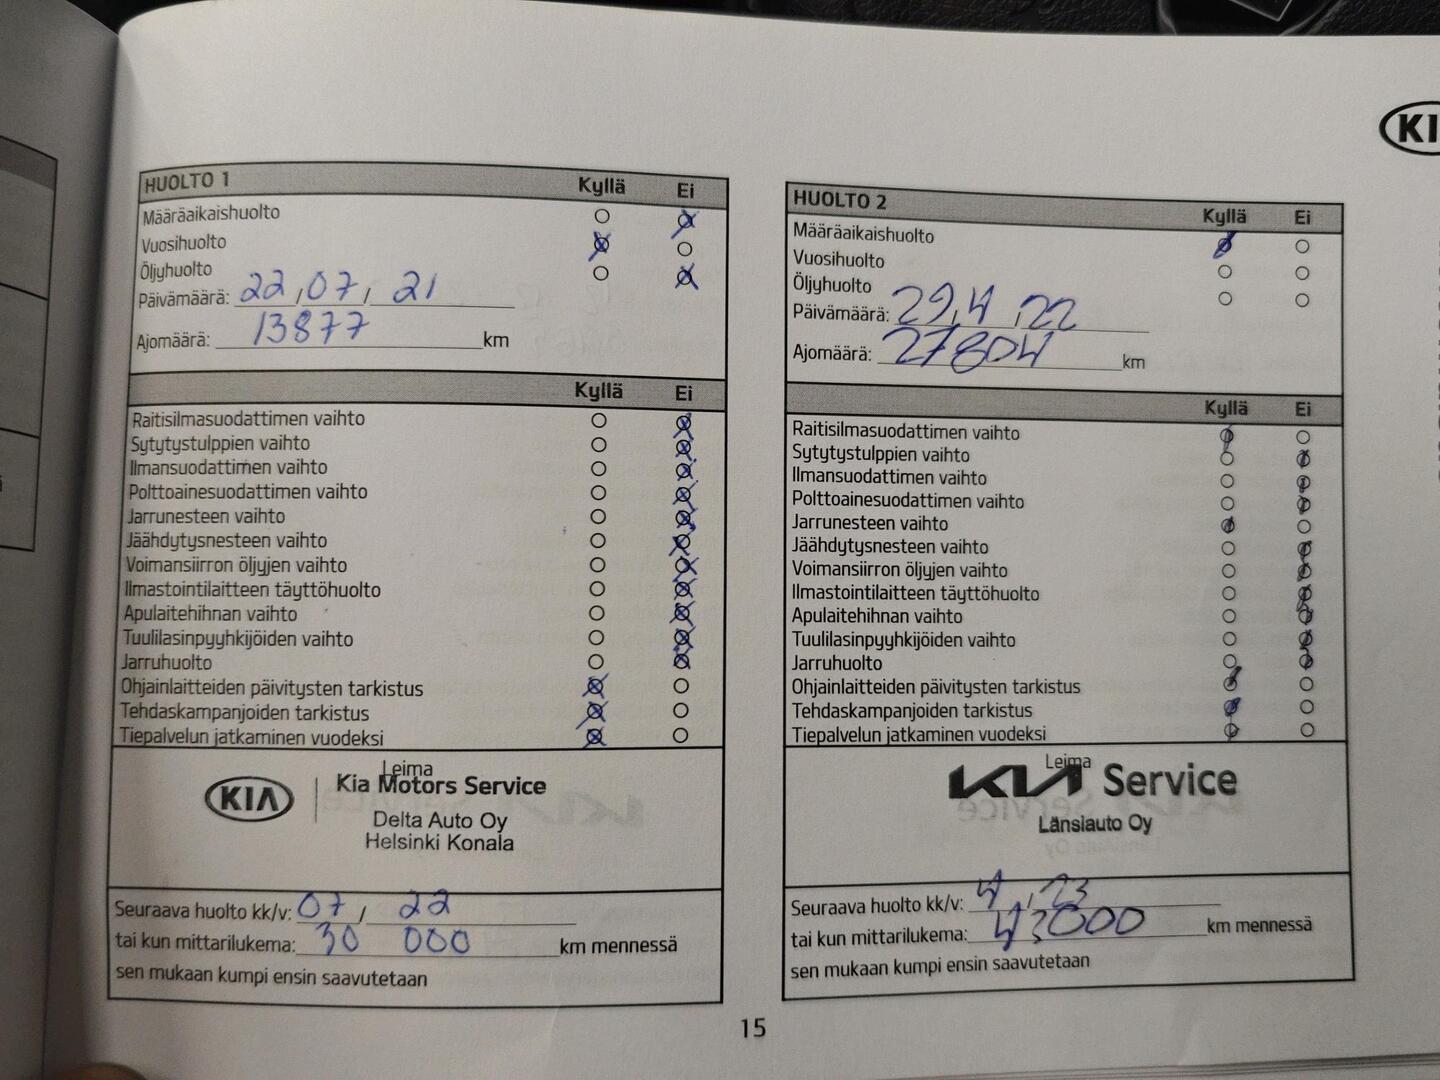 KI
HUOLTO 1 Kyllä Ei
Määräaikaishuolto
Vuosihuolto
Öljyhuolto
Päivämäärä: 22,07, 21
Ajomäärä: 13877 km
Kyllä Ei
Raitisilmasuodattimen vaihto
Sytytystulppien vaihto
Ilmansuodattimen vaihto
Polttoainesuodattimen vaihto
Jarrunesteen vaihto
Jäähdytysnesteen vaihto
Voimansiirron öljyjen vaihto
Ilmastointilaitteen täyttöhuolto
Apulaitehihnan vaihto
Tuulilasinpyyhkijöiden vaihto
Jarruhuolto
Ohjainlaitteiden päivitysten tarkistus
Tehdaskampanjoiden tarkistus
Tiepalvelun jatkaminen vuodeksi
Leima
KIA Kia Motors Service
Delta Auto Oy
Helsinki Konala
Seuraava huolto kk/v: 07 / 22
tai kun mittarilukema: 30 000 km mennessä
sen mukaan kumpi ensin saavutetaan
HUOLTO 2 Kyllä Ei
Määräaikaishuolto
Vuosihuolto
Öljyhuolto
Päivämäärä: 29,4,22
Ajomäärä: 27804 km
Kyllä Ei
Raitisilmasuodattimen vaihto
Sytytystulppien vaihto
Ilmansuodattimen vaihto
Polttoainesuodattimen vaihto
Jarrunesteen vaihto
Jäähdytysnesteen vaihto
Voimansiirron öljyjen vaihto
Ilmastointilaitteen täyttöhuolto
Apulaitehihnan vaihto
Tuulilasinpyyhkijöiden vaihto
Jarruhuolto
Ohjainlaitteiden päivitysten tarkistus
Tehdaskampanjoiden tarkistus
Tiepalvelun jatkaminen vuodeksi
Leima
KIA Service
Länsiauto Oy
Seuraava huolto kk/v: 4 / 23
tai kun mittarilukema: 43000 km mennessä
sen mukaan kumpi ensin saavutetaan
15